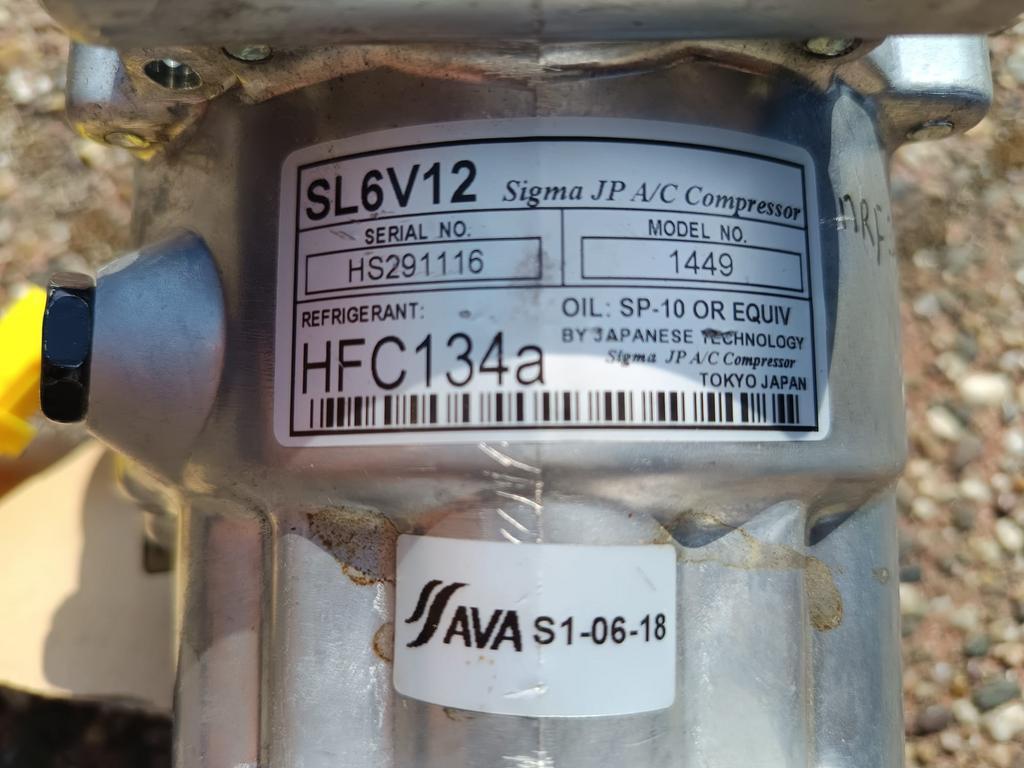 SL6V12 Sigma JP A/C Compressor
SERIAL NO. MODEL NO.
HS291116 1449
REFRIGERANT: OIL: SP-10 OR EQUIV
HFC134a BY JAPANESE TECHNOLOGY
Sigma JP A/C Compressor
TOKYO JAPAN
AVA S1-06-18